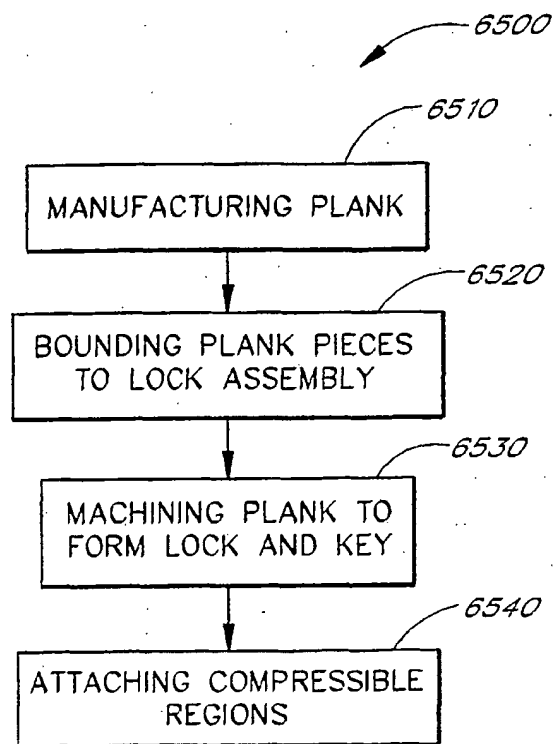 6500
6510
MANUFACTURING PLANK
6520
BOUNDING PLANK PIECES
TO LOCK ASSEMBLY
6530
MACHINING PLANK TO
FORM LOCK AND KEY
6540
ATTACHING COMPRESSIBLE
REGIONS